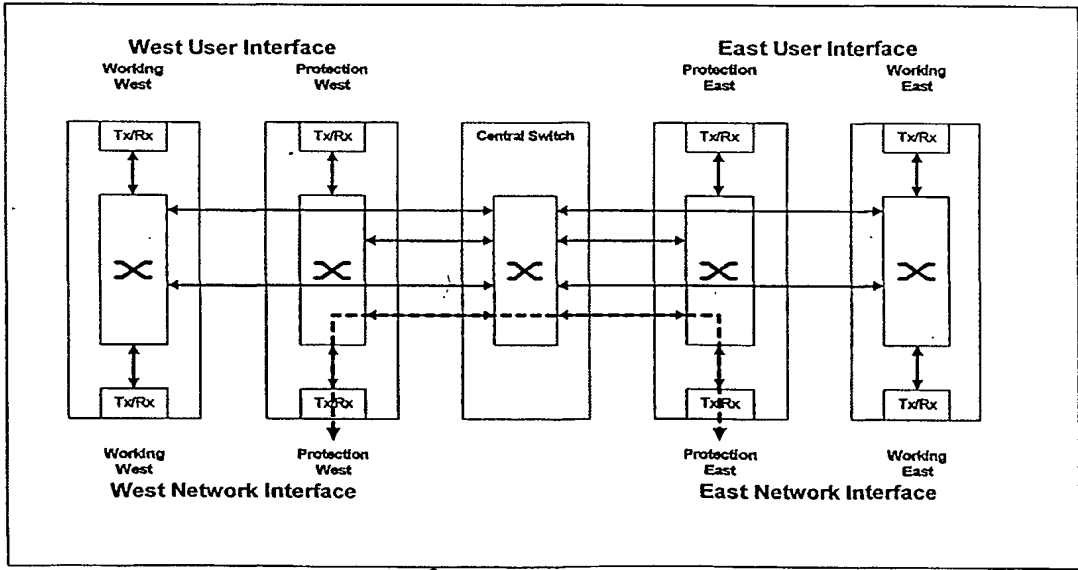 West User Interface
East User Interface
Working
West
Protection
West
Protection
East
Working
East
Tx/Rx
Tx/Rx
Central Switch
Tx/Rx
Tx/Rx
Tx/Rx
Tx/Rx
Tx/Rx
Tx/Rx
Working
West
Protection
West
Protection
East
Working
East
West Network Interface
East Network Interface